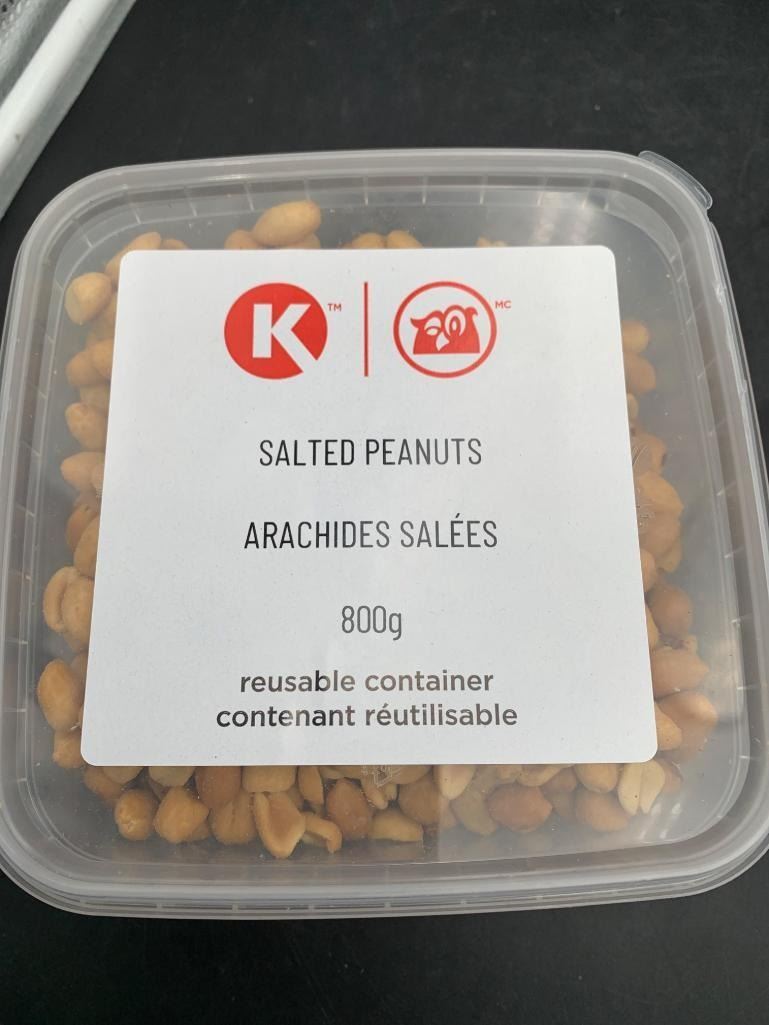 K TM MC
SALTED PEANUTS
ARACHIDES SALÉES
800g
reusable container
contenant réutilisable